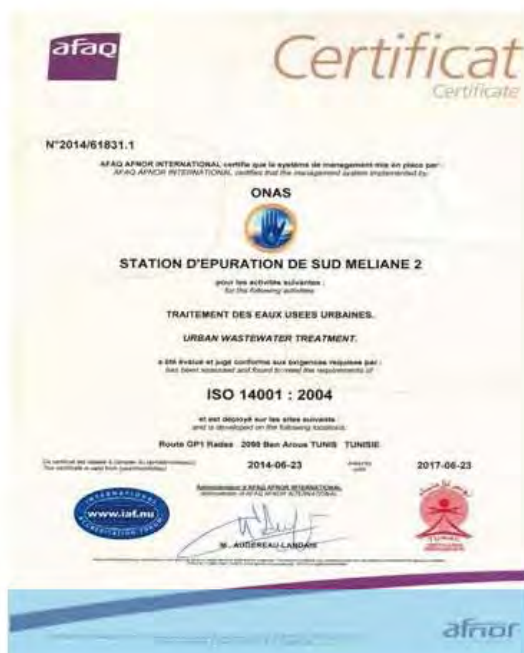 afaq
Certificat
Certificate
N°2014/61831.1
AFAQ AFNOR INTERNATIONAL certifie que le système de management mis en place par :
AFAQ AFNOR INTERNATIONAL certifies that the management system implemented by:
ONAS
STATION D'EPURATION DE SUD MELIANE 2
pour les activités suivantes :
for the following activities:
TRAITEMENT DES EAUX USEES URBAINES.
URBAN WASTEWATER TREATMENT.
a été évalué et jugé conforme aux exigences requises par :
has been assessed and found to meet the requirements of:
ISO 14001 : 2004
et est déployé sur les sites suivants :
and is developed on the following locations:
Route GP1 Rades 2098 Ben Arous TUNIS TUNISIE
2014-06-23 2017-06-23
INTERNATIONAL
www.iaf.nu
ACCREDITATION FORUM
TUNAC
M. AUGEREAU-LANDAIS
afnor